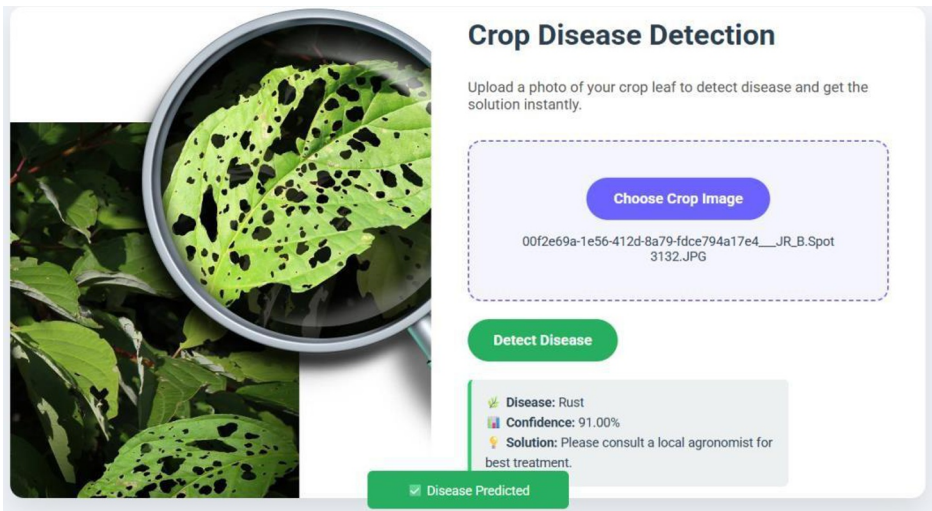 Crop Disease Detection
Upload a photo of your crop leaf to detect disease and get the
solution instantly.
Choose Crop Image
00f2e69a-1e56-412d-8a79-fdce794a17e4___JR_B.Spot
3132.JPG
Detect Disease
🌿 Disease: Rust
📊 Confidence: 91.00%
💡 Solution: Please consult a local agronomist for
best treatment.
✅ Disease Predicted